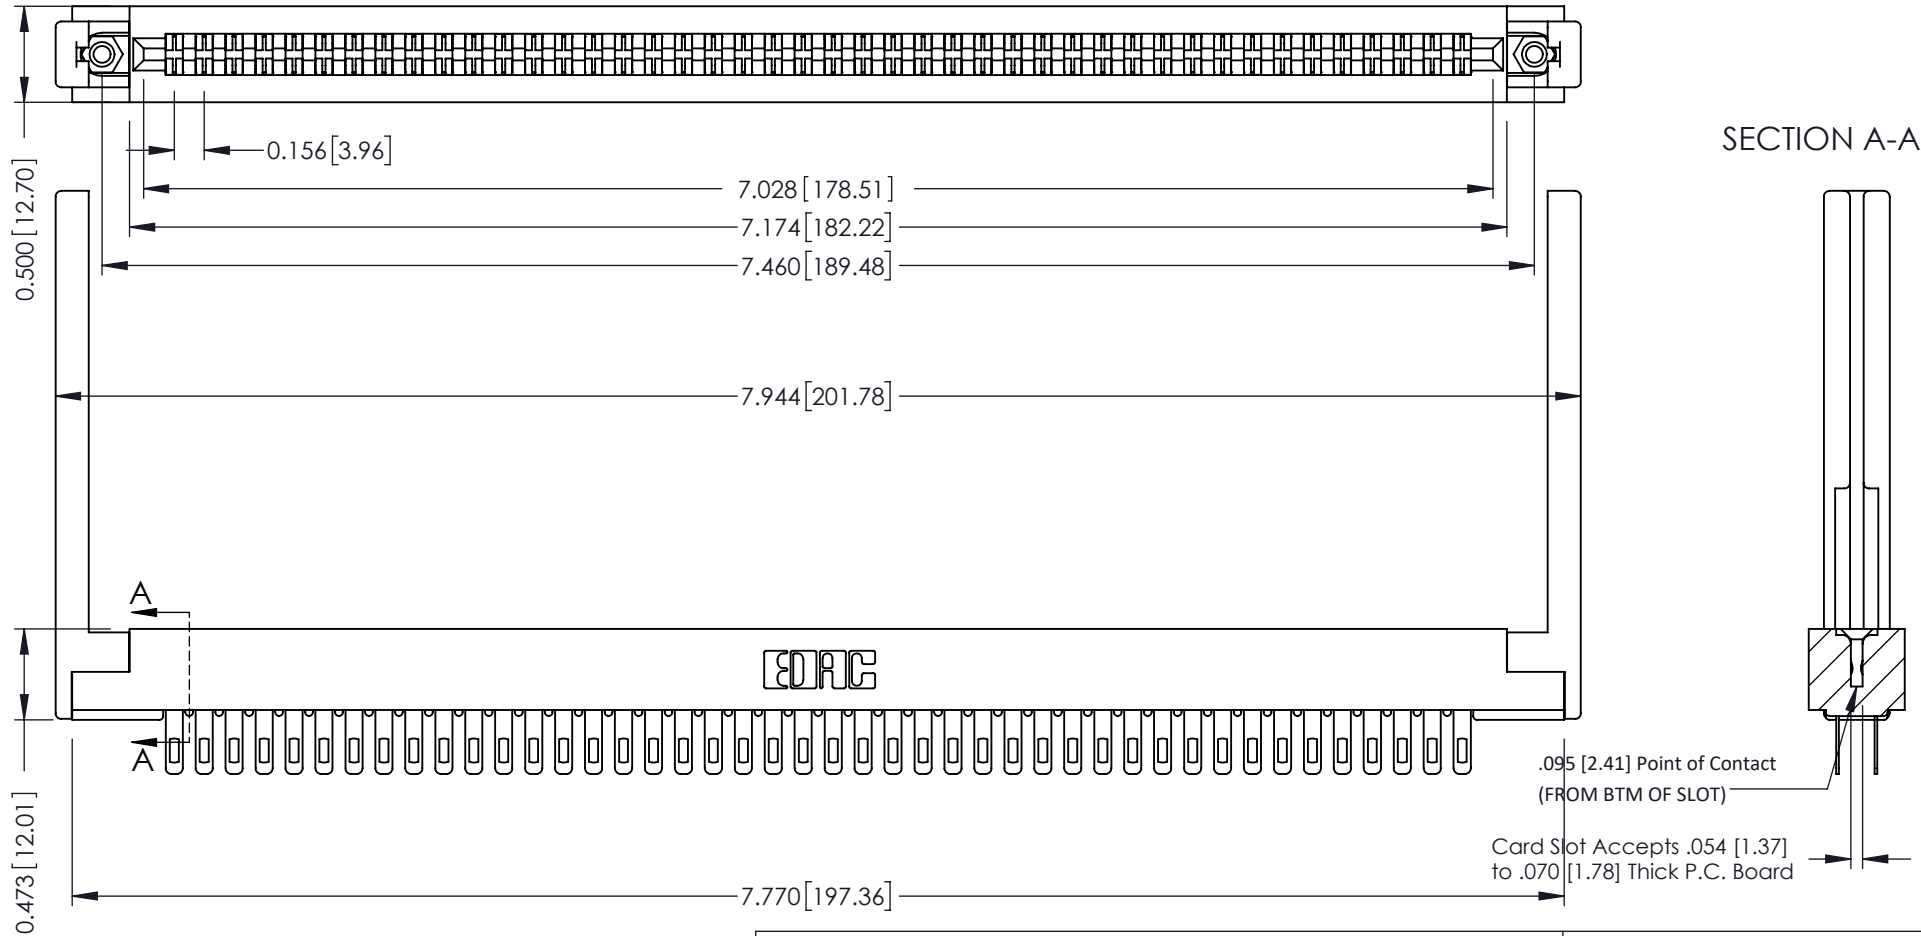 0.156[3.96]
SECTION A-A
0.500 [12.70]
7.028[178.51]
7.174[182.22]
7.460[189.48]
7.944[201.78]
A
EDAC
A
.095 [2.41] Point of Contact
(FROM BTM OF SLOT)
0.473 [12.01]
Card Slot Accepts .054 [1.37]
to .070 [1.78] Thick P.C. Board
7.770[197.36]